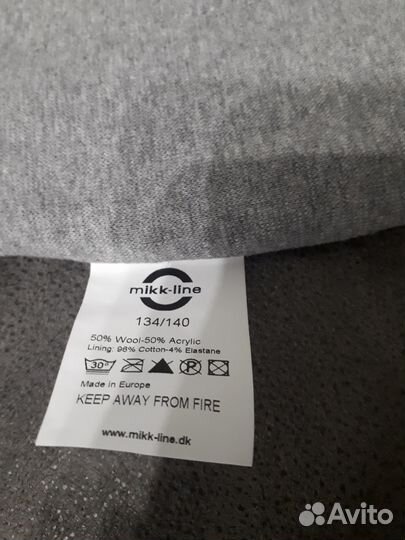 mikk-line
134/140
50% Wool-50% Acrylic
Lining: 96% Cotton-4% Elastane
30° P
Made in Europe
KEEP AWAY FROM FIRE
www.mikk-line.dk
Avito